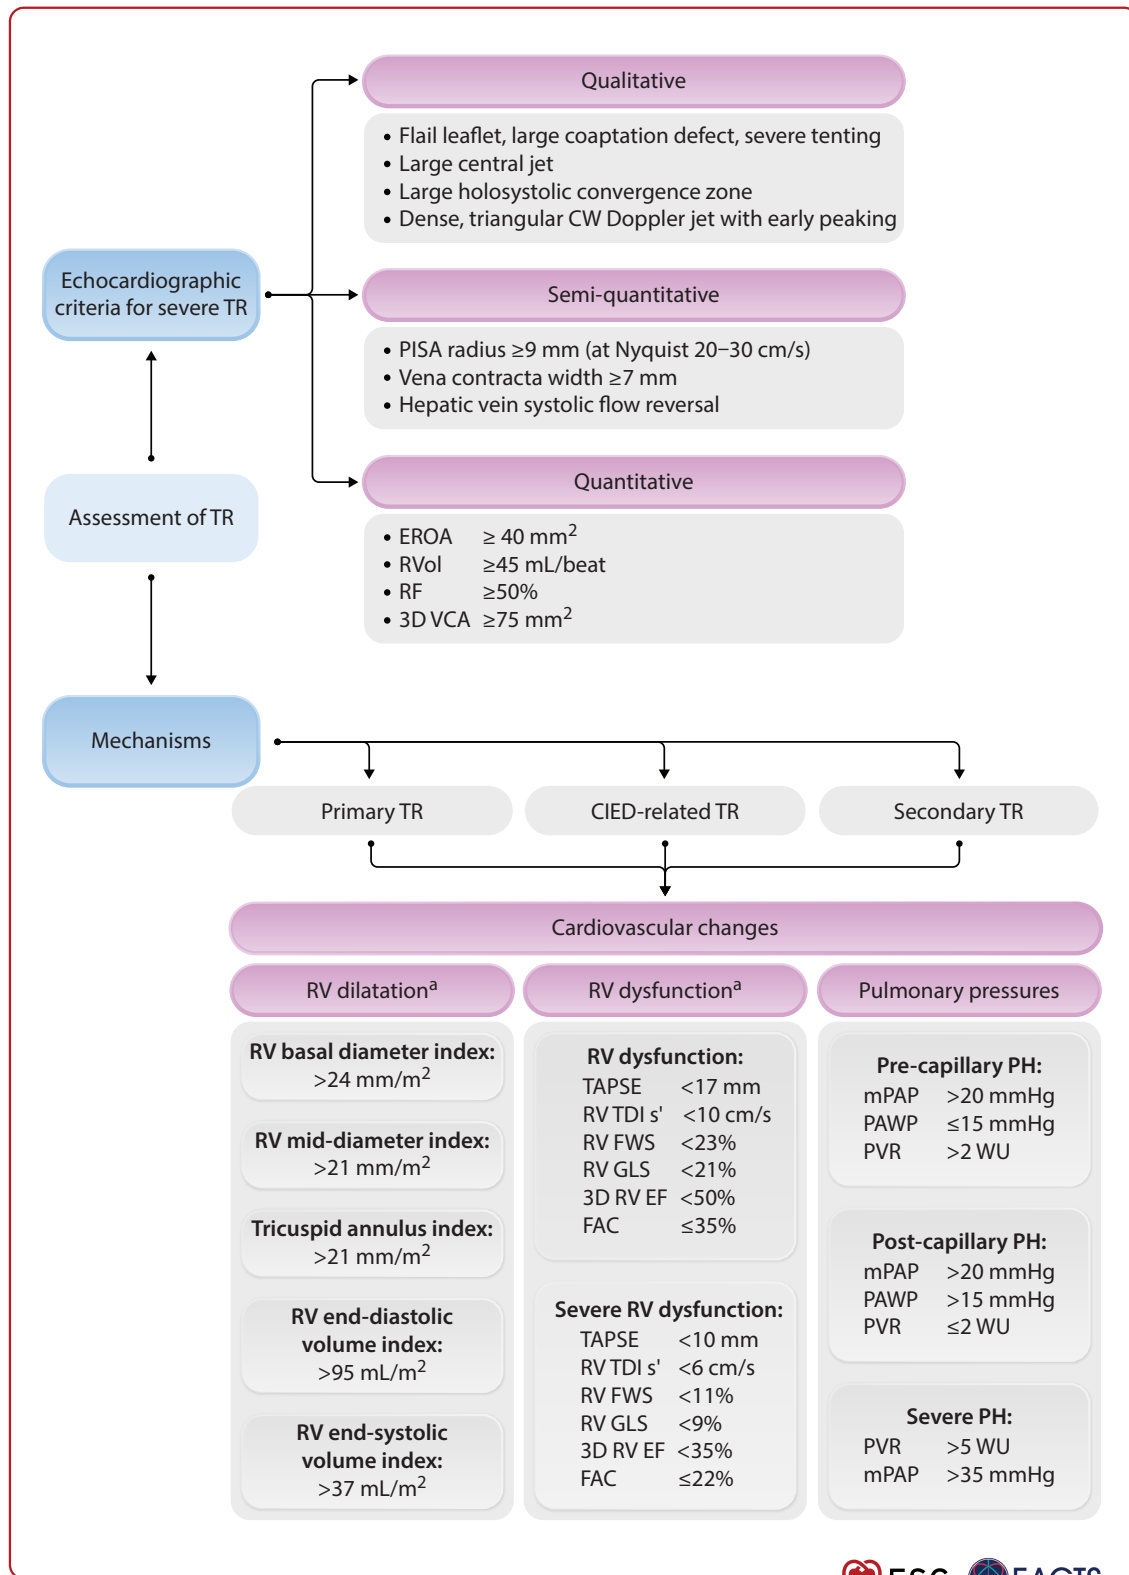 Qualitative
• Flail leaflet, large coaptation defect, severe tenting
• Large central jet
• Large holosystolic convergence zone
• Dense, triangular CW Doppler jet with early peaking
Echocardiographic
criteria for severe TR
Semi-quantitative
• PISA radius ≥9 mm (at Nyquist 20–30 cm/s)
• Vena contracta width ≥7 mm
• Hepatic vein systolic flow reversal
Assessment of TR
Quantitative
• EROA ≥ 40 mm²
• RVol ≥45 mL/beat
• RF ≥50%
• 3D VCA ≥75 mm²
Mechanisms
Primary TR
CIED-related TR
Secondary TR
Cardiovascular changes
RV dilatationᵃ
RV basal diameter index:
>24 mm/m²
RV mid-diameter index:
>21 mm/m²
Tricuspid annulus index:
>21 mm/m²
RV end-diastolic
volume index:
>95 mL/m²
RV end-systolic
volume index:
>37 mL/m²
RV dysfunctionᵃ
RV dysfunction:
TAPSE <17 mm
RV TDI s' <10 cm/s
RV FWS <23%
RV GLS <21%
3D RV EF <50%
FAC ≤35%
Severe RV dysfunction:
TAPSE <10 mm
RV TDI s' <6 cm/s
RV FWS <11%
RV GLS <9%
3D RV EF <35%
FAC ≤22%
Pulmonary pressures
Pre-capillary PH:
mPAP >20 mmHg
PAWP ≤15 mmHg
PVR >2 WU
Post-capillary PH:
mPAP >20 mmHg
PAWP >15 mmHg
PVR ≤2 WU
Severe PH:
PVR >5 WU
mPAP >35 mmHg
ESC EACTS